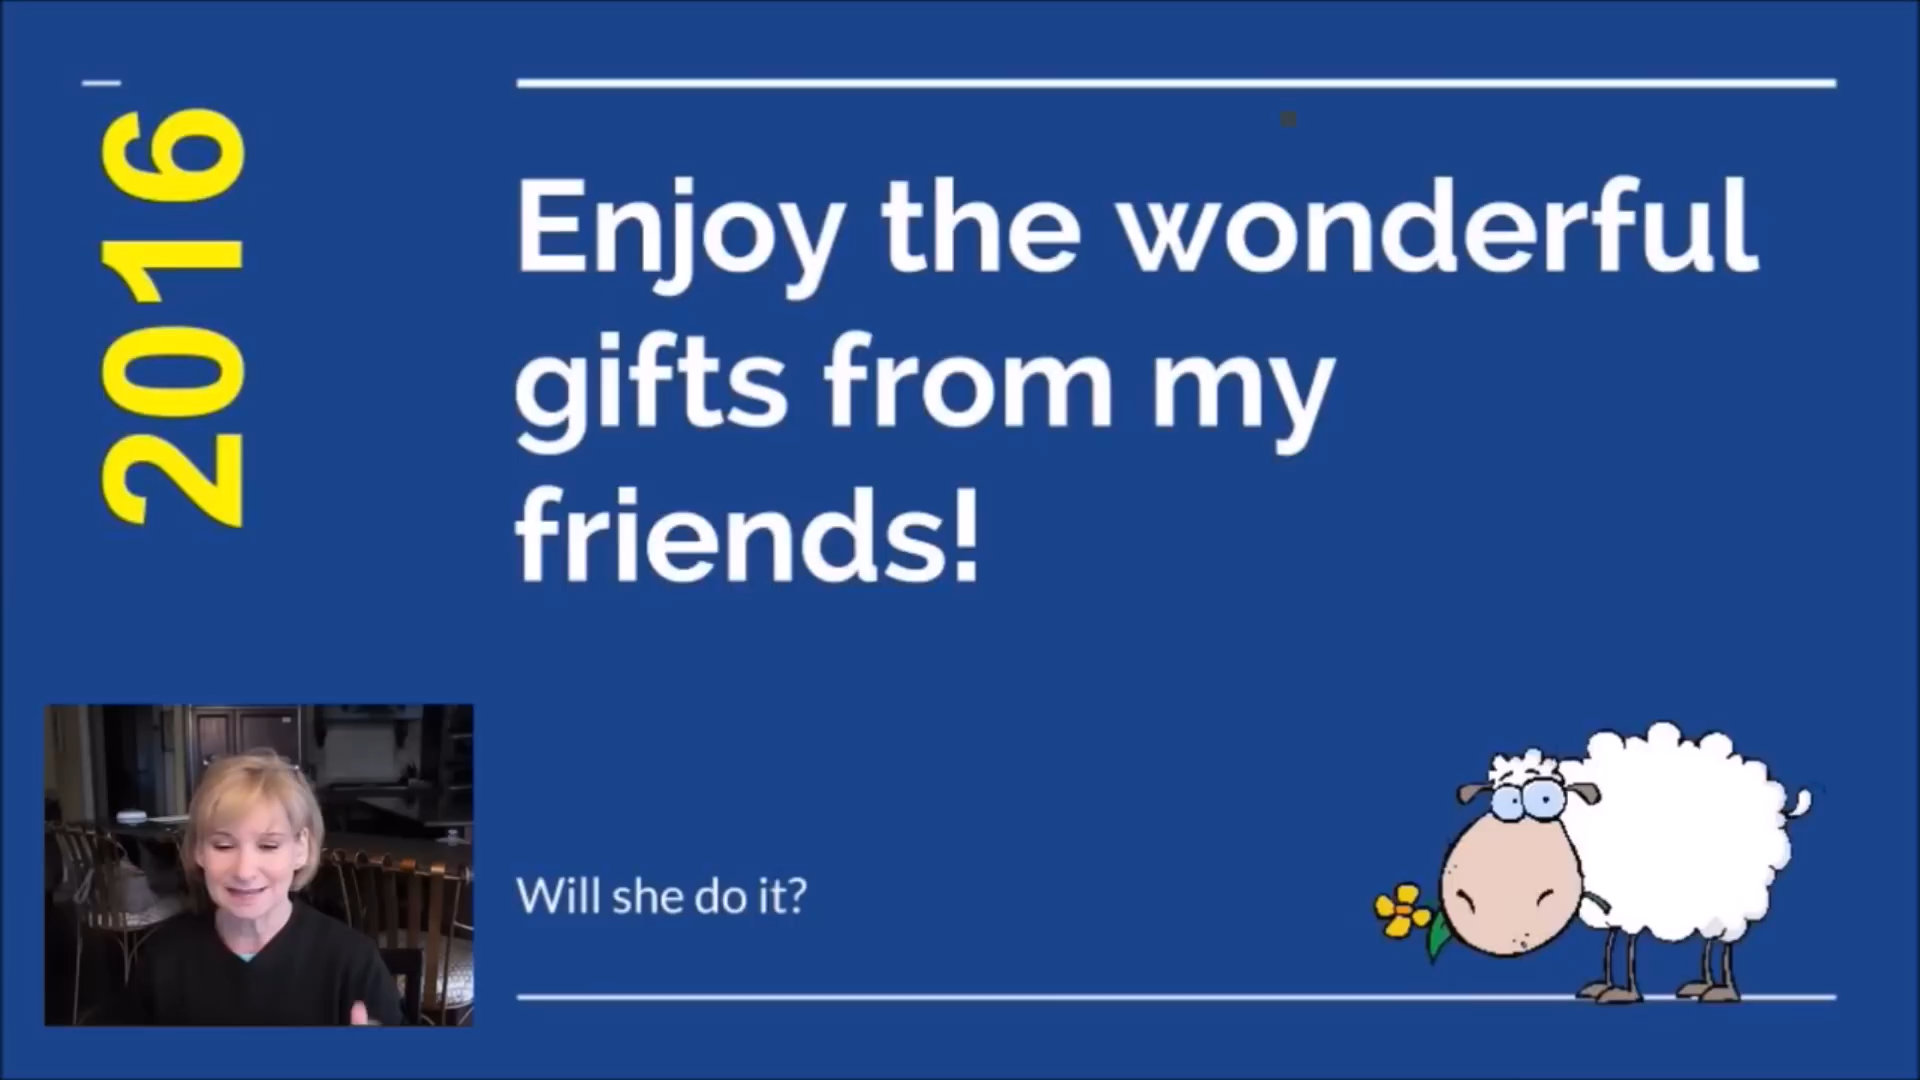 2016
Enjoy the wonderful
gifts from my
friends!
Will she do it?